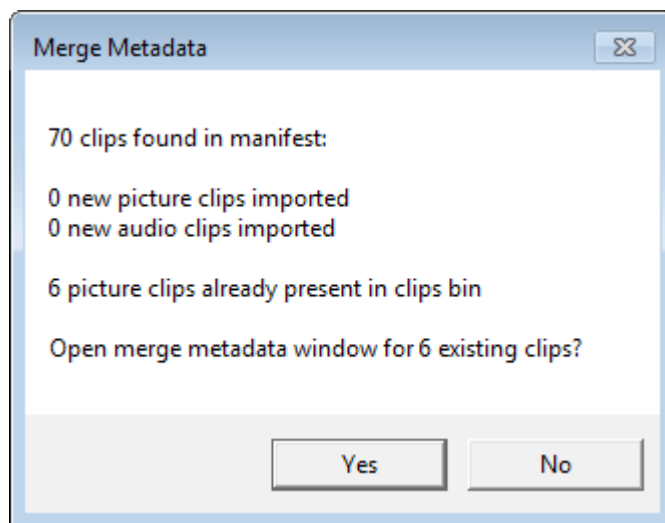 Merge Metadata
70 clips found in manifest:
0 new picture clips imported
0 new audio clips imported
6 picture clips already present in clips bin
Open merge metadata window for 6 existing clips?
Yes
No